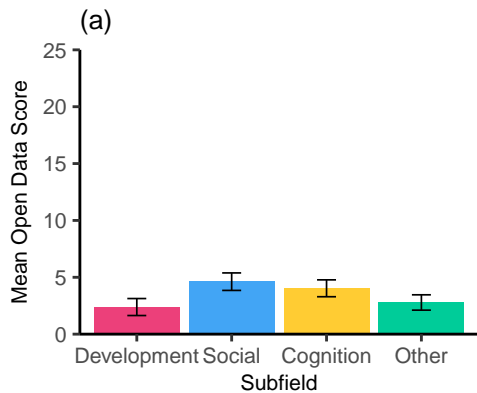 (a)
25
20
15
10
5
0
Mean Open Data Score
Development Social Cognition Other
Subfield